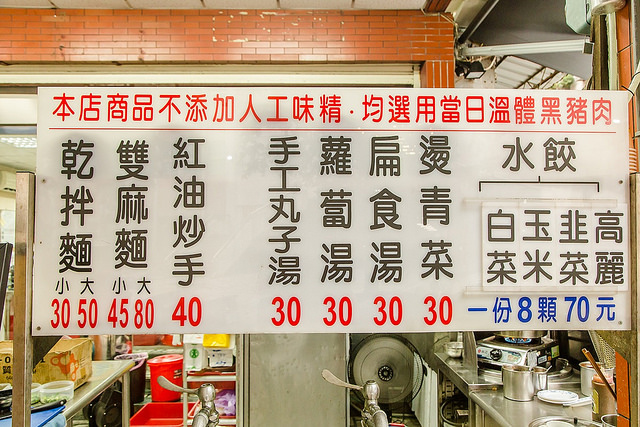 本店商品不添加人工味精·均選用當日溫體黑豬肉
乾拌麵
小 大
30 50
雙麻麵
小 大
45 80
紅油炒手
40
手工丸子湯
30
蘿蔔湯
30
扁食湯
30
燙青菜
30
水餃
白菜
玉米
韭菜
高麗
一份8顆70元